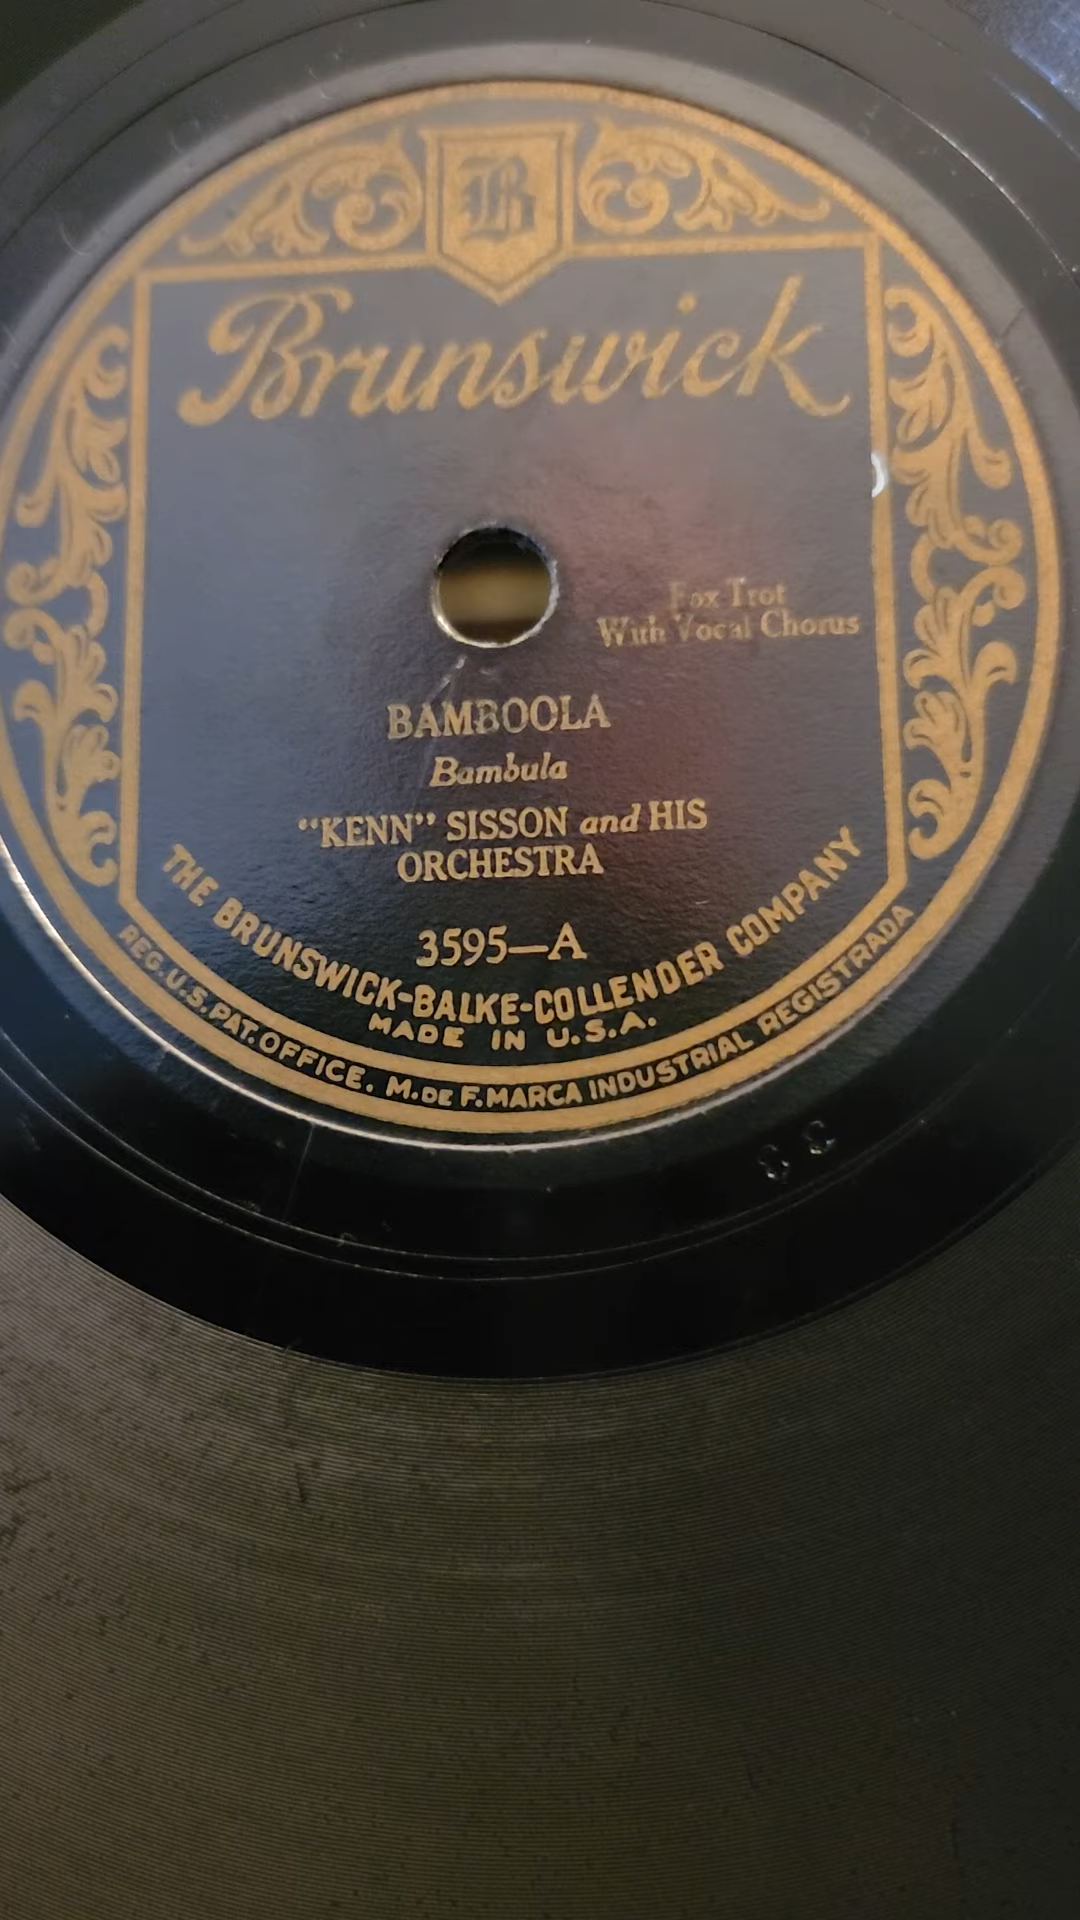 B
Brunswick
Fox Trot
With Vocal Chorus
BAMBOOLA
Bambula
"KENN" SISSON and HIS
ORCHESTRA
3595—A
THE BRUNSWICK-BALKE-COLLENDER COMPANY
MADE IN U.S.A.
REG. U.S. PAT. OFFICE. M. DE F. MARCA INDUSTRIAL REGISTRADA